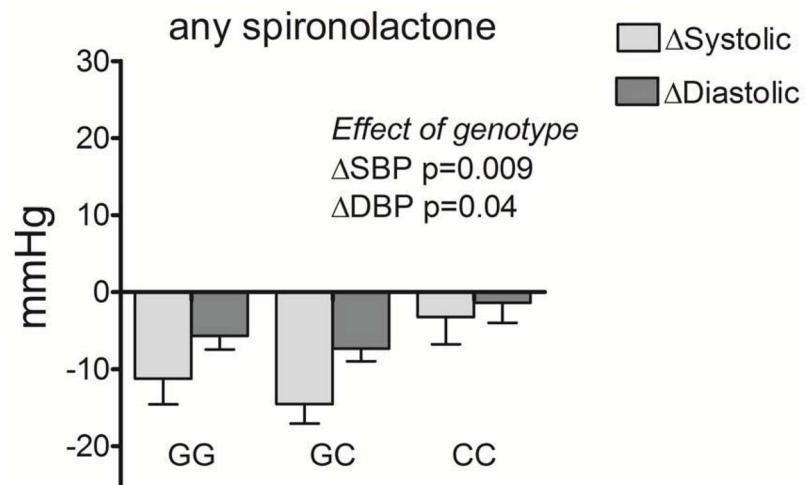 any spironolactone
ΔSystolic
ΔDiastolic
Effect of genotype
ΔSBP p=0.009
ΔDBP p=0.04
mmHg
30
20
10
0
-10
-20
GG GC CC